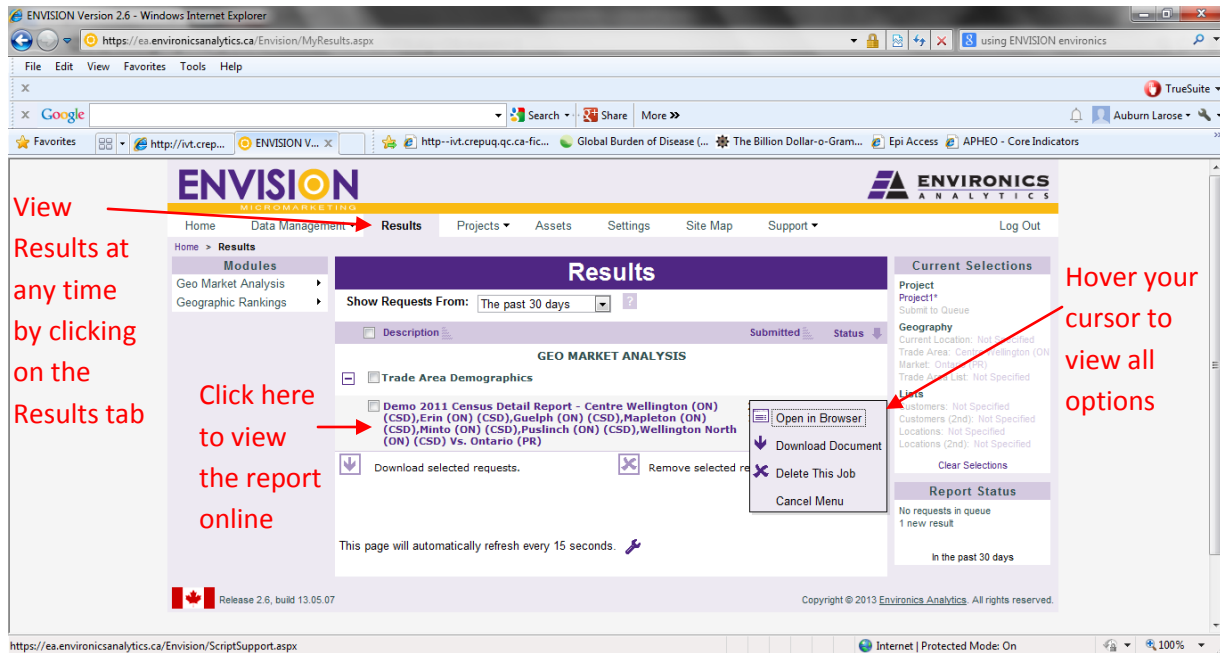 ENVISION Version 2.6 - Windows Internet Explorer
https://ea.environicsanalytics.ca/Envision/MyResults.aspx
using ENVISION environics
File Edit View Favorites Tools Help
x
TrueSuite
x Google
Search
Share
More »
Auburn Larose
Favorites
http://ivt.crep...
ENVISION V... X
http--ivt.crepuq.qc.ca-fic...
Global Burden of Disease (...
The Billion Dollar-o-Gram...
Epi Access
APHEO - Core Indicators
ENVISION
MICROMARKETING
ENVIRONICS
ANALYTICS
Home Data Management Results Projects Assets Settings Site Map Support Log Out
Home > Results
View
Results at
any time
by clicking
on the
Results tab
Modules
Geo Market Analysis
Geographic Rankings
Results
Show Requests From: The past 30 days ?
Description Submitted Status
GEO MARKET ANALYSIS
Trade Area Demographics
Demo 2011 Census Detail Report - Centre Wellington (ON)
(CSD),Erin (ON) (CSD),Guelph (ON) (CSD),Mapleton (ON)
(CSD),Minto (ON) (CSD),Puslinch (ON) (CSD),Wellington North
(ON) (CSD) Vs. Ontario (PR)
Click here
to view
the report
online
Download selected requests.
Remove selected re
Open in Browser
Download Document
Delete This Job
Cancel Menu
This page will automatically refresh every 15 seconds.
Current Selections
Project
Project1*
Submit to Queue
Geography
Current Location: Not Specified
Trade Area: Centre Wellington (ON
Market: Ontario (PR)
Trade Area List: Not Specified
Lists
Customers: Not Specified
Customers (2nd): Not Specified
Locations: Not Specified
Locations (2nd): Not Specified
Clear Selections
Report Status
No requests in queue
1 new result
In the past 30 days
Hover your
cursor to
view all
options
Release 2.6, build 13.05.07
Copyright © 2013 Environics Analytics. All rights reserved.
https://ea.environicsanalytics.ca/Envision/ScriptSupport.aspx
Internet | Protected Mode: On
100%